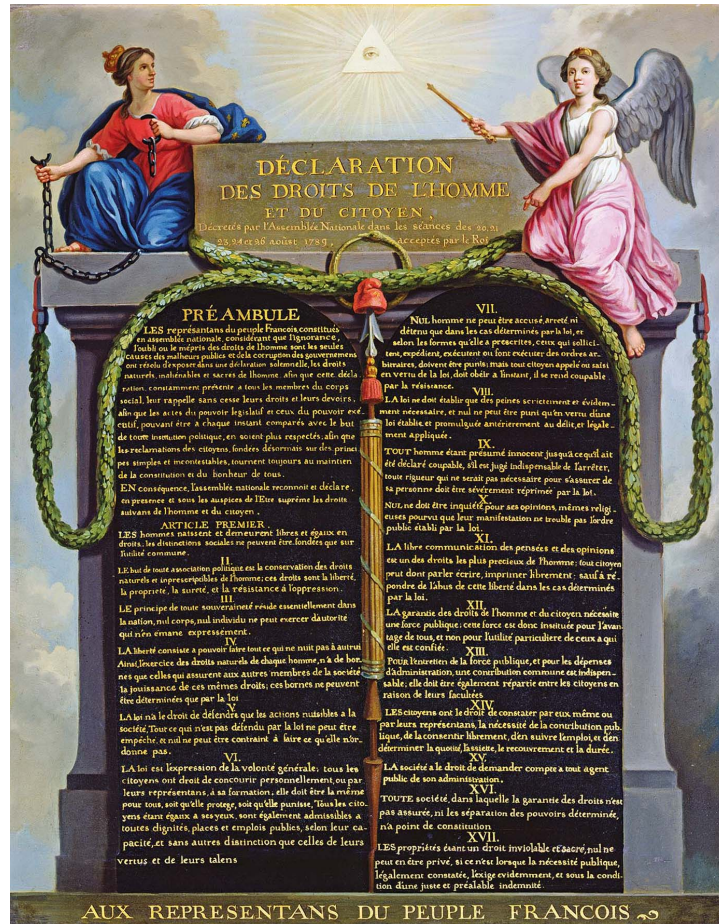 DÉCLARATION
DES DROITS DE L'HOMME
ET DU CITOYEN,
Décretés par l'Assemblée Nationale dans les séances des 20, 21
23, 24 et 26 août 1789, acceptés par le Roi
PRÉAMBULE
LES représantans du peuple Francois, constitués
en assemblée nationale, considérant que l'ignorance,
l'oubli ou le mépris des droits de l'homme sont les seules
causes des malheurs publics et de la corruption des gouvernemens
ont résolu d'exposer dans une déclaration solemnelle, les droits
naturels, inaliénables et sacrés de l'homme, afin que cette décla
ration, constamment présente a tous les membres du corps
social, leur rappelle sans cesse leurs droits et leurs devoirs,
afin que les actes du pouvoir legislatif et ceux du pouvoir exé
cutif, pouvant être à chaque instant comparés avec le but
de toute institution politique, en soient plus respectés, afin que
les reclamations des citoyens, fondées désormais sur des princi
pes simples et incontestables, tournent toujours au maintien
de la constitution et du bonheur de tous.
EN conséquence, l'assemblée nationale reconnoit et déclare,
en presence et sous les auspices de l'Etre suprême les droits
suivans de l'homme et du citoyen.
ARTICLE PREMIER.
LES hommes naissent et demeurent libres et égaux en
droits, les distinctions sociales ne peuvent être fondées que sur
l'utilité commune.
II.
LE but de toute association politique est la conservation des droits
naturels et inprescripibles de l'homme; ces droits sont la liberté,
la propriete, la sureté, et la résistance à l'oppression.
III.
LE principe de toute souveraineté réside essentiellement dans
la nation, nul corps, nul individu ne peut exercer d'autorité
qui n'en émane expressement.
IV.
LA liberté consiste a pouvoir faire tout ce qui ne nuit pas à autrui
Ainsi, l'exercice des droits naturels de chaque homme, n'a de bor-
nes que celles qui assurent aux autres membres de la société
la jouissance de ces mêmes droits; ces bornes ne peuvent
être déterminées que par la loi
V.
LA loi n'a le droit de défendre que les actions nuisibles a la
société. Tout ce qui n'est pas défendu par la loi ne peut être
empêché, et nul ne peut être contraint à faire ce qu'elle n'or-
donne pas.
VI.
LA loi est l'expression de la volonté générale; tous les
citoyens ont droit de concourir personnellement, ou par
leurs représentans, à sa formation; elle doit être la même
pour tous, soit qu'elle protege, soit qu'elle punisse. Tous les cito-
yens étant égaux a ses yeux, sont également admissibles a
toutes dignités, places et emplois publics, selon leur ca-
pacité, et sans autres distinction que celles de leurs
vertus et de leurs talens
VII.
NUL homme ne peut être accusé, arreté ni
détenu que dans les cas déterminés par la loi, et
selon les formes qu'elle a prescrites, ceux qui sollici-
tent, expédient, exécutent ou font exécuter des ordres ar-
bitraires, doivent être punis; mais tout citoyen appelé ou saisi
en vertu de la loi, doit obéir a l'instant, il se rend coupable
par la résistance.
VIII.
LA loi ne doit établir que des peines strictement et évidem-
ment nécessaire, et nul ne peut être puni qu'en vertu d'une
loi établie et promulguée antérieurement au délit, et légale-
ment appliquée.
IX.
TOUT homme étant présumé innocent jusqu'à ce qu'il ait
été déclaré coupable, s'il est jugé indispensable de l'arrêter,
toute rigueur qui ne serait pas nécessaire pour s'assurer de
sa personne doit être sévérement réprimée par la loi.
X.
NUL ne doit être inquiété pour ses opinions, mêmes religi-
euses pourvu que leur manifestation ne trouble pas l'ordre
public établi par la loi.
XI.
LA libre communication des pensées et des opinions
est un des droits les plus precieux de l'homme; tout citoyen
peut dont parler écrire, imprimer librement; sauf à ré-
pondre de l'abus de cette liberté dans les cas déterminés
par la loi.
XII.
LA garantie des droits de l'homme et du citoyen nécessite
une force publique; cette force est donc instituée pour l'avan
tage de tous, et non pour l'utilité particuliere de ceux a qui
elle est confiée.
XIII.
POUR l'entretien de la force publique, et pour les dépenses
d'administration, une contribution commune est indispen-
sable; elle doit être également répartie entre les citoyens en
raison de leurs facultées
XIV.
LES citoyens ont le droit de constater par eux même ou
par leurs représentans, la nécessité de la contribution pub-
lique, de la consentir librement, d'en suivre l'emploi, et d'en
déterminer la quotité, l'assiette, le recouvrement et la durée.
XV.
LA société a le droit de demander compte a tout agent
public de son administration.
XVI.
TOUTE société, dans laquelle la garantie des droits n'est
pas assurée, ni les séparation des pouvoirs déterminée,
n'a point de constitution
XVII.
LES propriétés étant un droit inviolable et sacré, nul ne
peut en être privé, si ce n'est lorsque la nécessité publique,
légalement constatée, l'exige evidemment, et sous la condi-
tion d'une juste et préalable indemnité.
AUX REPRESENTANS DU PEUPLE FRANCOIS